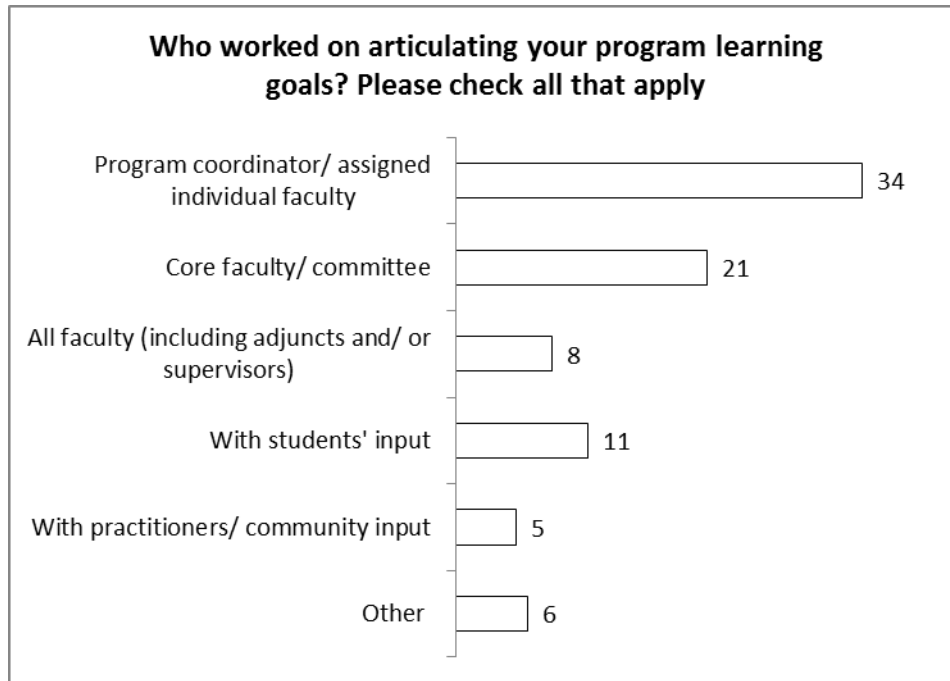 Who worked on articulating your program learning
goals? Please check all that apply
Program coordinator/ assigned
individual faculty
34
Core faculty/ committee
21
All faculty (including adjuncts and/ or
supervisors)
8
With students' input
11
With practitioners/ community input
5
Other
6